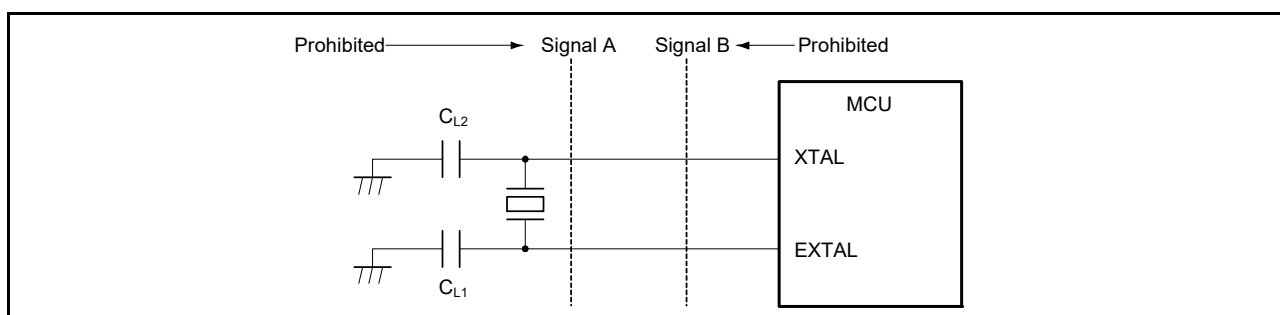 Prohibited Signal A Signal B Prohibited
MCU
CL2
XTAL
EXTAL
CL1